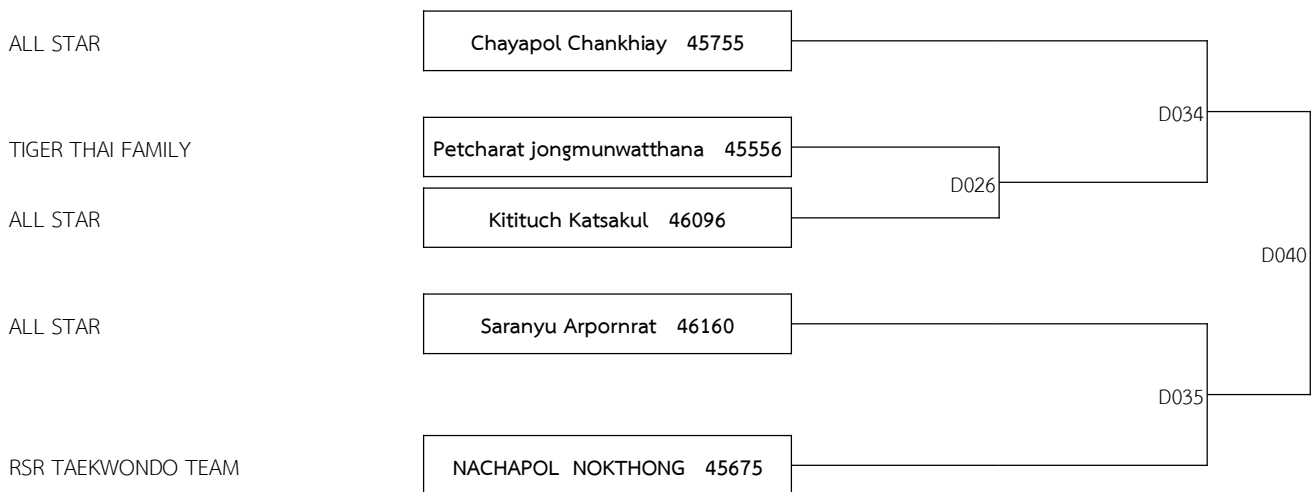 ALL STAR Chayapol Chankhiay 45755
D034
TIGER THAI FAMILY Petcharat jongmunwatthana 45556
D026
ALL STAR Kitituch Katsakul 46096
D040
ALL STAR Saranyu Arpornrat 46160
D035
RSR TAEKWONDO TEAM NACHAPOL NOKTHONG 45675